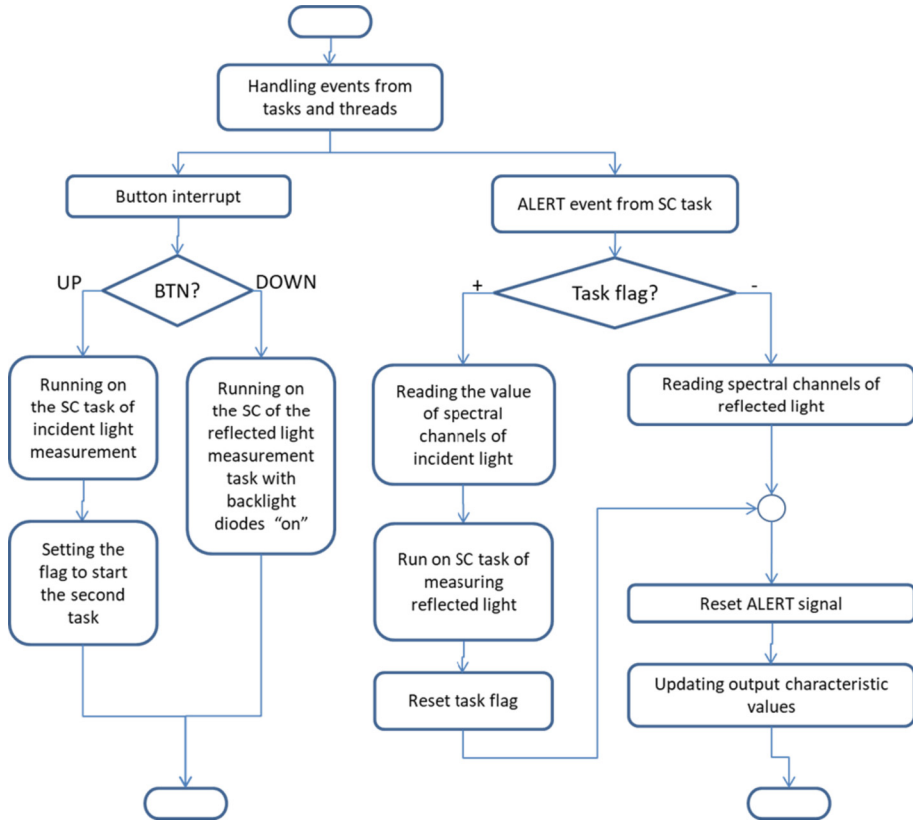 Handling events from
tasks and threads
Button interrupt
ALERT event from SC task
UP
BTN?
DOWN
+
Task flag?
-
Running on
the SC task of
incident light
measurement
Running on
the SC of the
reflected light
measurement
task with
backlight
diodes "on"
Reading the value
of spectral
channels of
incident light
Reading spectral channels of
reflected light
Setting the
flag to start
the second
task
Run on SC task of
measuring
reflected light
Reset ALERT signal
Reset task flag
Updating output characteristic
values